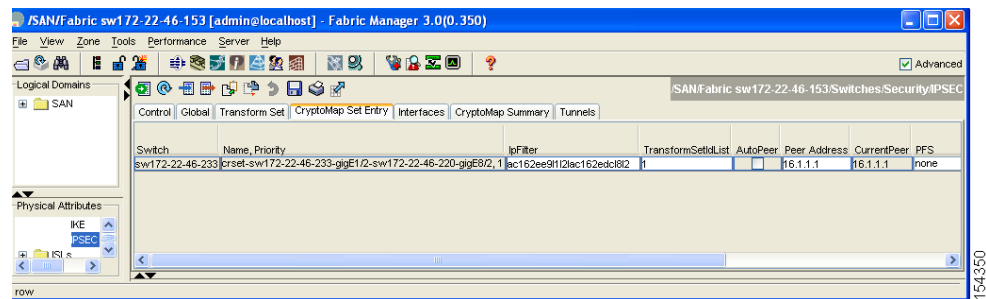 /SAN/Fabric sw172-22-46-153 [admin@localhost] - Fabric Manager 3.0(0.350)
File View Zone Tools Performance Server Help
Advanced
Logical Domains
/SAN/Fabric sw172-22-46-153/Switches/Security/IPSEC
SAN
Control Global Transform Set CryptoMap Set Entry Interfaces CryptoMap Summary Tunnels
Switch Name, Priority IpFilter TransformSetIdList AutoPeer Peer Address CurrentPeer PFS
sw172-22-46-233 crset-sw172-22-46-233-gigE1/2-sw172-22-46-220-gigE8/2, 1 1 16.1.1.1 16.1.1.1 none
Physical Attributes
IKE
IPSEC
ISLs
row
154350